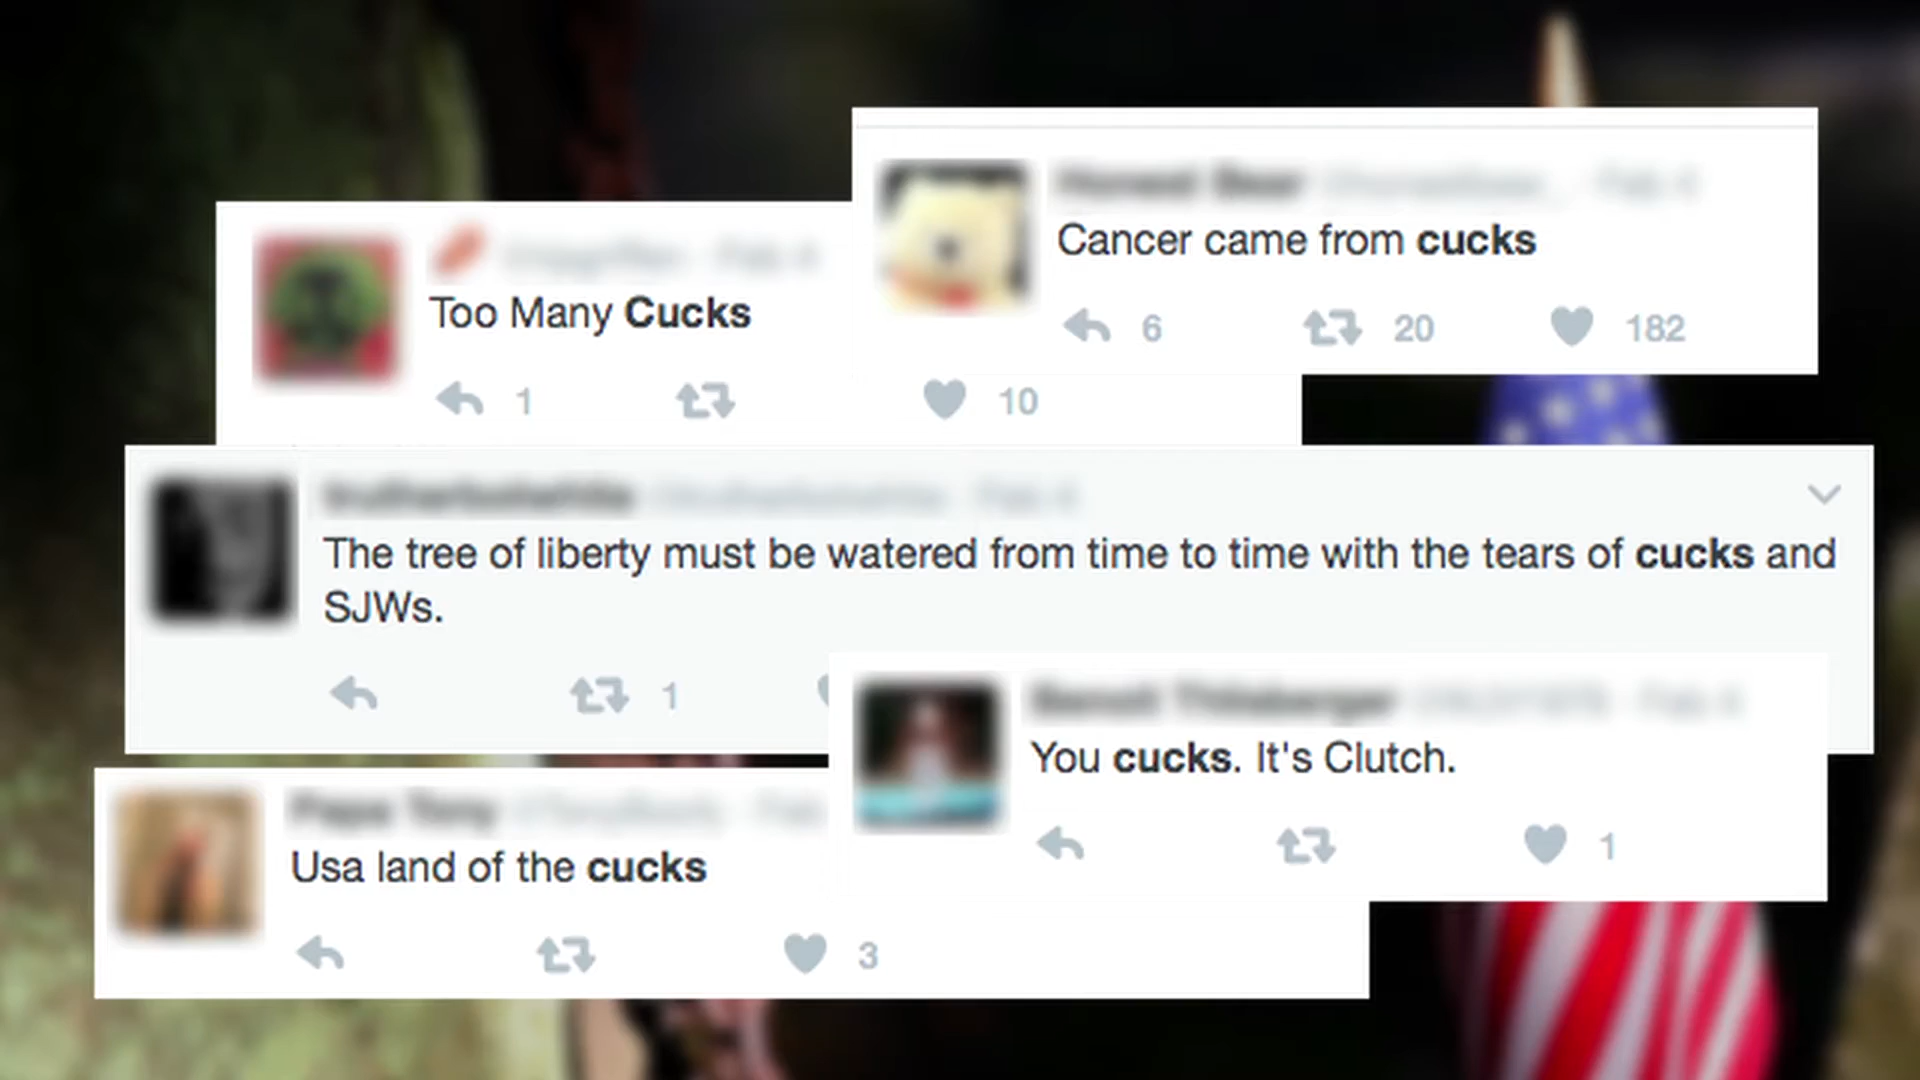 Cancer came from cucks
6 20 182
Too Many Cucks
1 10
The tree of liberty must be watered from time to time with the tears of cucks and
SJWs.
1
You cucks. It's Clutch.
1
Usa land of the cucks
3